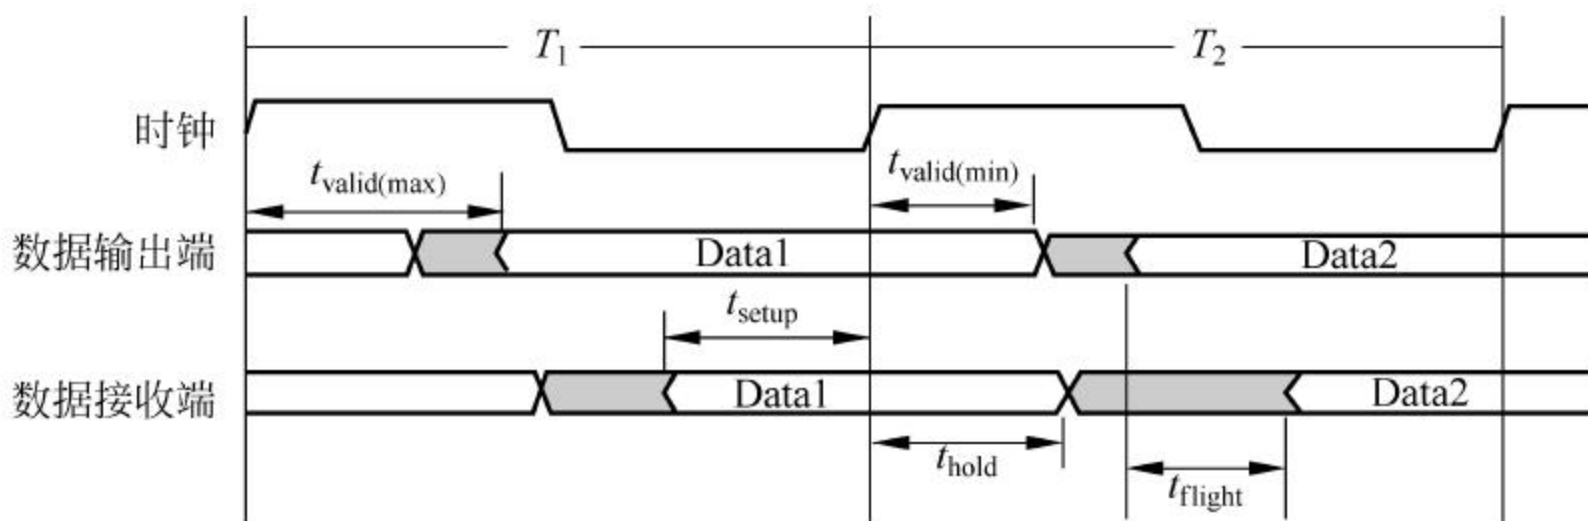 T1 T2
时钟
tvalid(max) tvalid(min)
数据输出端 Data1 Data2
tsetup
数据接收端 Data1 Data2
thold
tflight